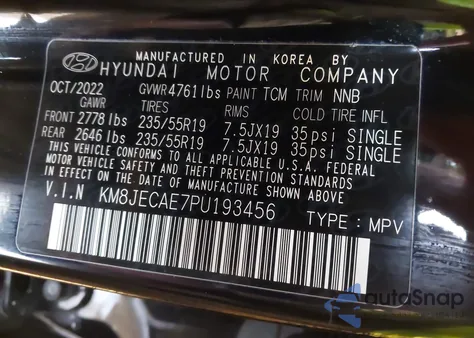 MANUFACTURED IN KOREA BY
HYUNDAI MOTOR COMPANY
OCT/2022 GVWR4761lbs PAINT TCM TRIM NNB
GAWR TIRES RIMS COLD TIRE INFL
FRONT 2778 lbs 235/55R19 7.5JX19 35psi SINGLE
REAR 2646 lbs 235/55R19 7.5JX19 35psi SINGLE
THIS VEHICLE CONFORMS TO ALL APPLICABLE U.S.A. FEDERAL
MOTOR VEHICLE SAFETY AND THEFT PREVENTION STANDARDS
IN EFFECT ON THE DATE OF MANUFACTURE SHOWN ABOVE.
V.I.N KM8JECAE7PU193456 TYPE : MPV
autoSnap